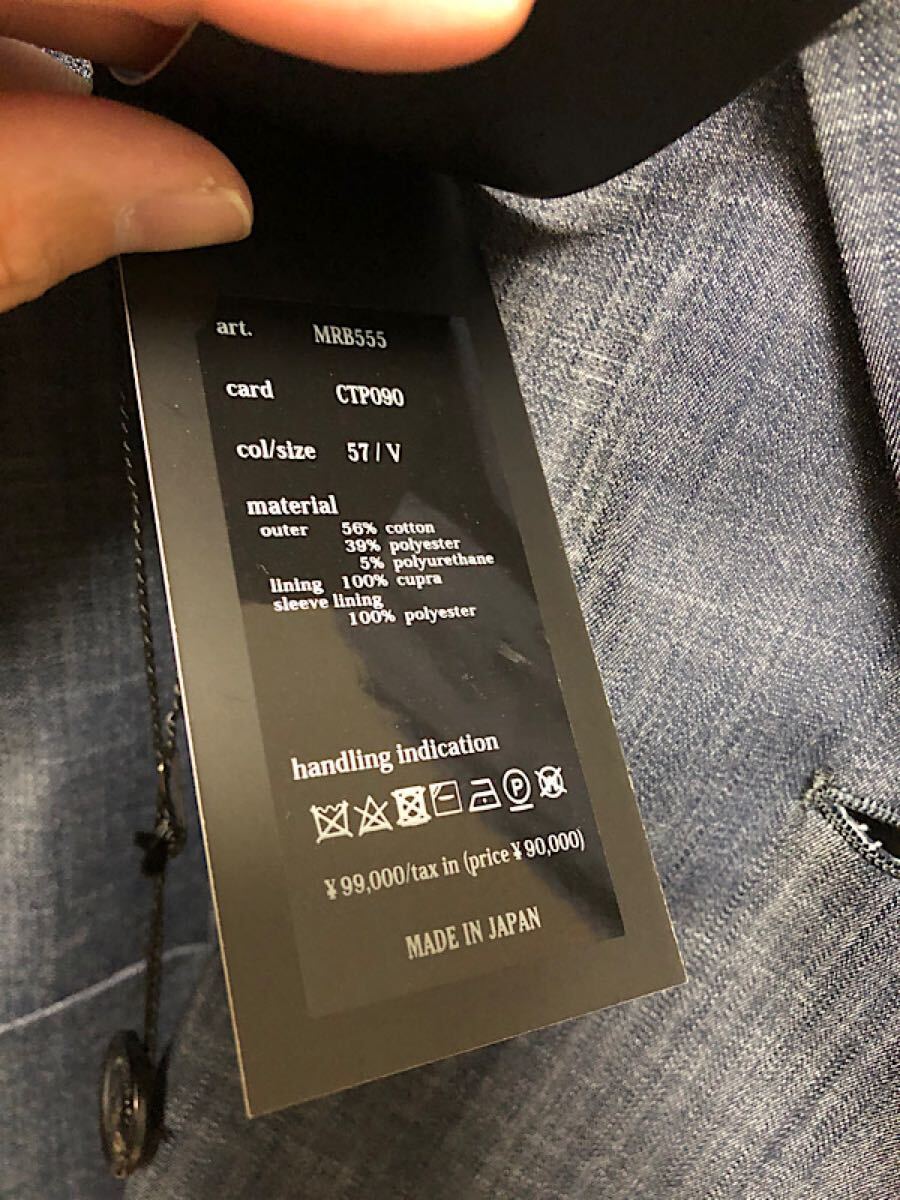 art. MRB555
card CTP090
col/size 57 / V
material
outer 56% cotton
39% polyester
5% polyurethane
lining 100% cupra
sleeve lining
100% polyester
handling indication
P W
¥99,000/tax in (price¥90,000)
MADE IN JAPAN